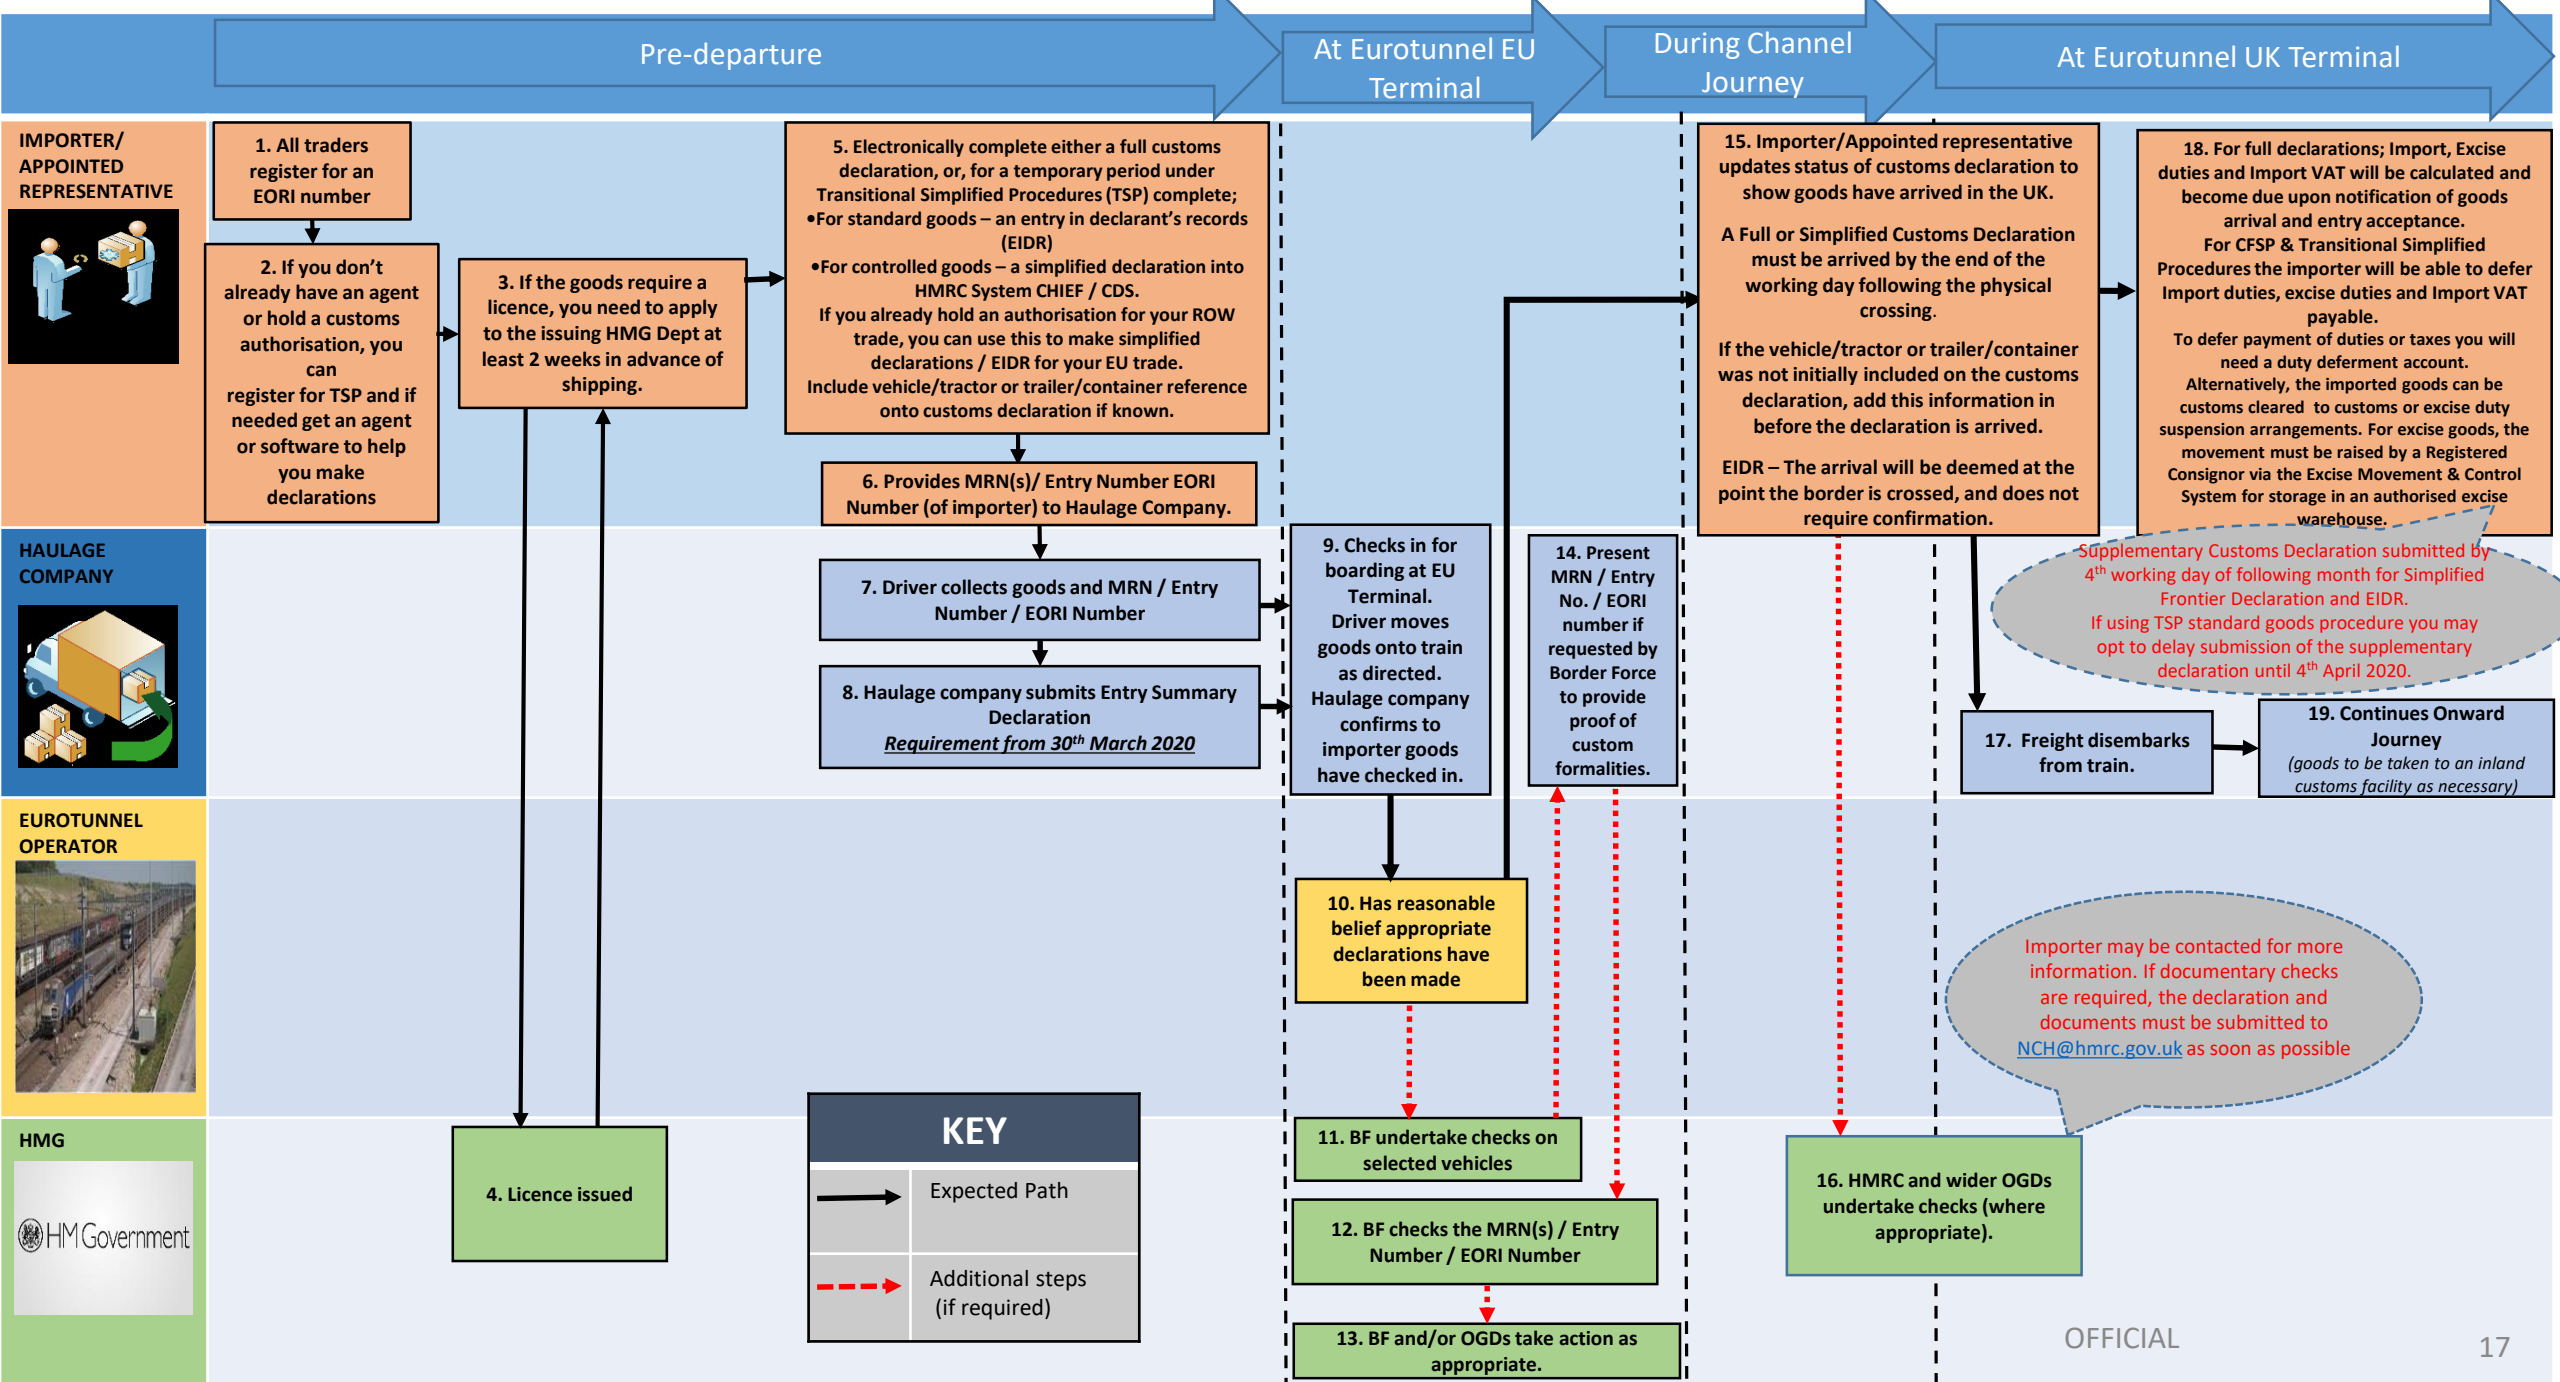 Pre-departure
At Eurotunnel EU
Terminal
During Channel
Journey
At Eurotunnel UK Terminal
IMPORTER/
APPOINTED
REPRESENTATIVE
1. All traders
register for an
EORI number
2. If you don't
already have an agent
or hold a customs
authorisation, you
can
register for TSP and if
needed get an agent
or software to help
you make
declarations
3. If the goods require a
licence, you need to apply
to the issuing HMG Dept at
least 2 weeks in advance of
shipping.
5. Electronically complete either a full customs
declaration, or, for a temporary period under
Transitional Simplified Procedures (TSP) complete;
•For standard goods – an entry in declarant's records
(EIDR)
•For controlled goods – a simplified declaration into
HMRC System CHIEF / CDS.
If you already hold an authorisation for your ROW
trade, you can use this to make simplified
declarations / EIDR for your EU trade.
Include vehicle/tractor or trailer/container reference
onto customs declaration if known.
6. Provides MRN(s)/ Entry Number EORI
Number (of importer) to Haulage Company.
15. Importer/Appointed representative
updates status of customs declaration to
show goods have arrived in the UK.
A Full or Simplified Customs Declaration
must be arrived by the end of the
working day following the physical
crossing.
If the vehicle/tractor or trailer/container
was not initially included on the customs
declaration, add this information in
before the declaration is arrived.
EIDR – The arrival will be deemed at the
point the border is crossed, and does not
require confirmation.
18. For full declarations; Import, Excise
duties and Import VAT will be calculated and
become due upon notification of goods
arrival and entry acceptance.
For CFSP & Transitional Simplified
Procedures the importer will be able to defer
Import duties, excise duties and Import VAT
payable.
To defer payment of duties or taxes you will
need a duty deferment account.
Alternatively, the imported goods can be
customs cleared to customs or excise duty
suspension arrangements. For excise goods, the
movement must be raised by a Registered
Consignor via the Excise Movement & Control
System for storage in an authorised excise
warehouse.
HAULAGE
COMPANY
7. Driver collects goods and MRN / Entry
Number / EORI Number
8. Haulage company submits Entry Summary
Declaration
Requirement from 30th March 2020
9. Checks in for
boarding at EU
Terminal.
Driver moves
goods onto train
as directed.
Haulage company
confirms to
importer goods
have checked in.
14. Present
MRN / Entry
No. / EORI
number if
requested by
Border Force
to provide
proof of
custom
formalities.
Supplementary Customs Declaration submitted by
4th working day of following month for Simplified
Frontier Declaration and EIDR.
If using TSP standard goods procedure you may
opt to delay submission of the supplementary
declaration until 4th April 2020.
17. Freight disembarks
from train.
19. Continues Onward
Journey
(goods to be taken to an inland
customs facility as necessary)
EUROTUNNEL
OPERATOR
10. Has reasonable
belief appropriate
declarations have
been made
Importer may be contacted for more
information. If documentary checks
are required, the declaration and
documents must be submitted to
NCH@hmrc.gov.uk as soon as possible
HMG
HM Government
4. Licence issued
KEY
Expected Path
Additional steps
(if required)
11. BF undertake checks on
selected vehicles
12. BF checks the MRN(s) / Entry
Number / EORI Number
13. BF and/or OGDs take action as
appropriate.
16. HMRC and wider OGDs
undertake checks (where
appropriate).
OFFICIAL
17